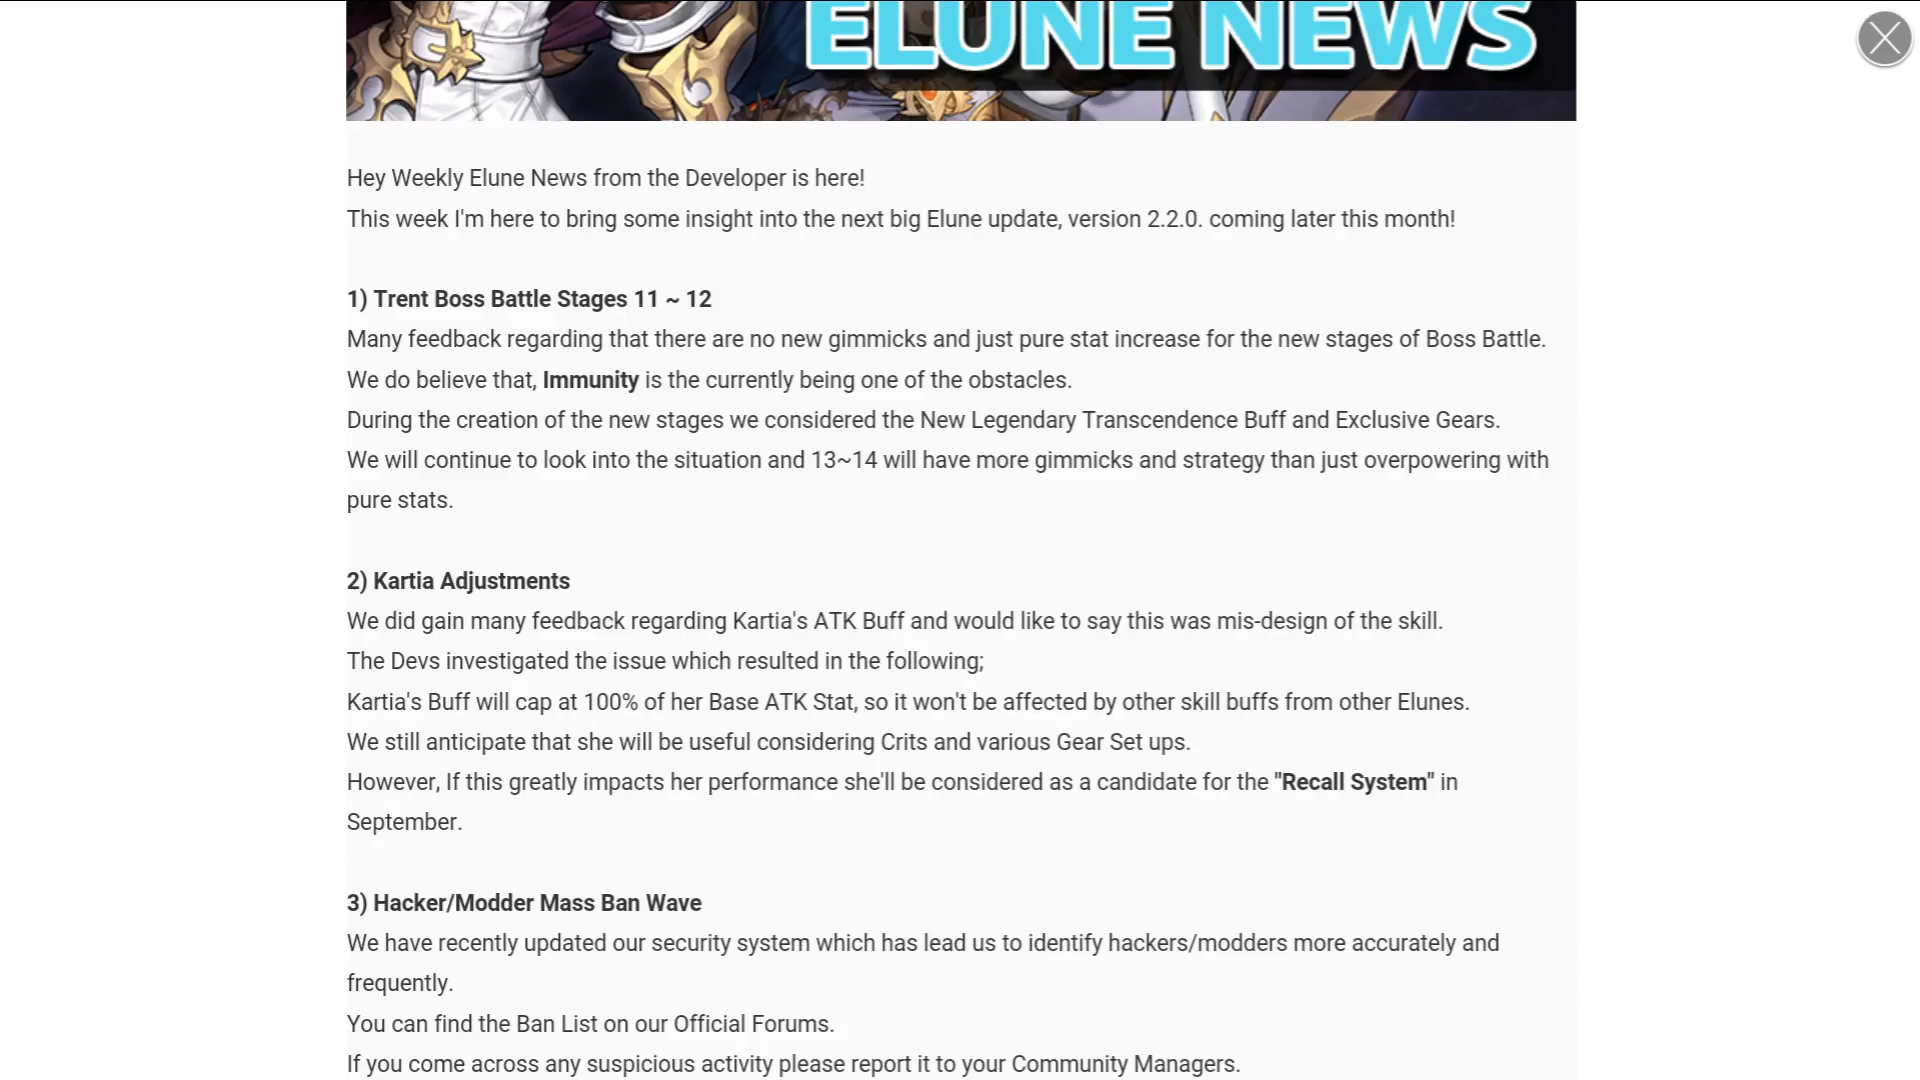 ELUNE NEWS
Hey Weekly Elune News from the Developer is here!
This week I'm here to bring some insight into the next big Elune update, version 2.2.0. coming later this month!
1) Trent Boss Battle Stages 11 ~ 12
Many feedback regarding that there are no new gimmicks and just pure stat increase for the new stages of Boss Battle.
We do believe that, Immunity is the currently being one of the obstacles.
During the creation of the new stages we considered the New Legendary Transcendence Buff and Exclusive Gears.
We will continue to look into the situation and 13~14 will have more gimmicks and strategy than just overpowering with
pure stats.
2) Kartia Adjustments
We did gain many feedback regarding Kartia's ATK Buff and would like to say this was mis-design of the skill.
The Devs investigated the issue which resulted in the following;
Kartia's Buff will cap at 100% of her Base ATK Stat, so it won't be affected by other skill buffs from other Elunes.
We still anticipate that she will be useful considering Crits and various Gear Set ups.
However, If this greatly impacts her performance she'll be considered as a candidate for the "Recall System" in
September.
3) Hacker/Modder Mass Ban Wave
We have recently updated our security system which has lead us to identify hackers/modders more accurately and
frequently.
You can find the Ban List on our Official Forums.
If you come across any suspicious activity please report it to your Community Managers.